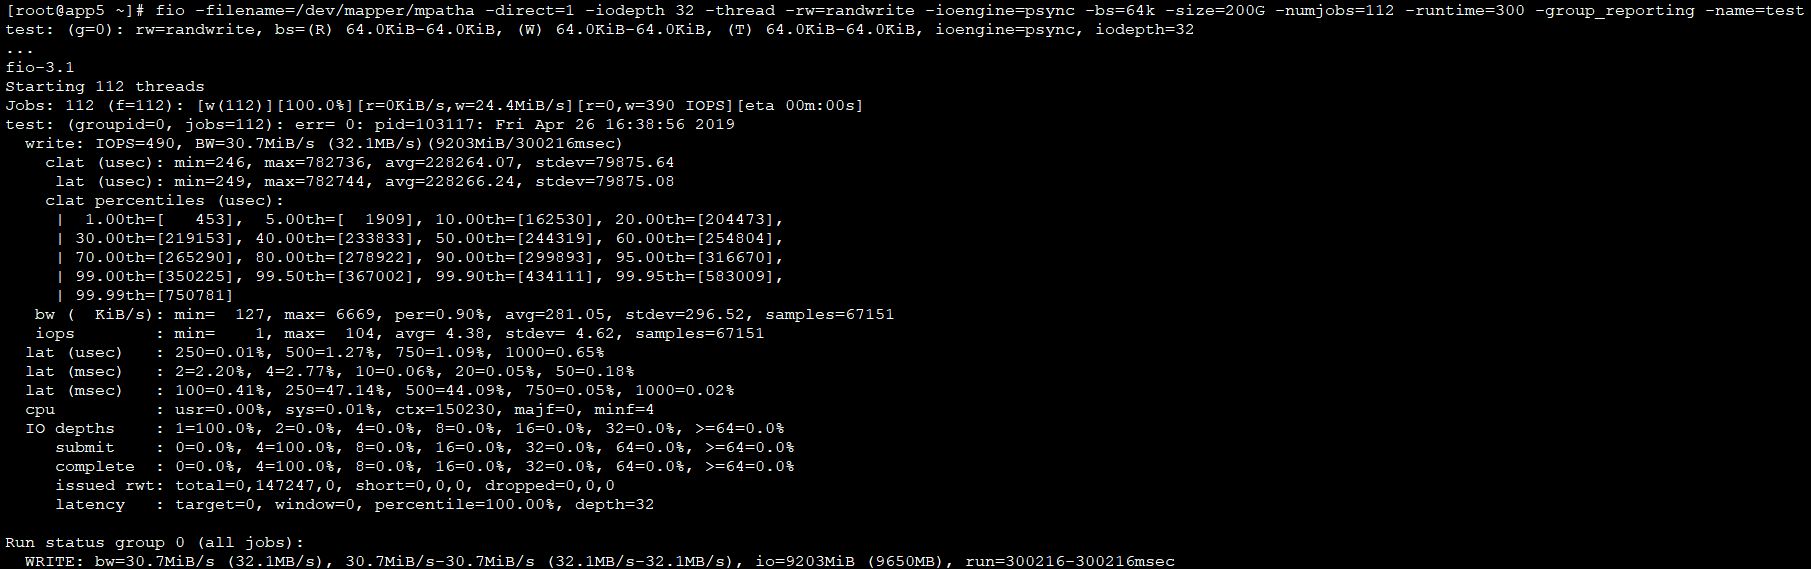 [root@app5 ~]# fio -filename=/dev/mapper/mpatha -direct=1 -iodepth 32 -thread -rw=randwrite -ioengine=psync -bs=64k -size=200G -numjobs=112 -runtime=300 -group_reporting -name=test
test: (g=0): rw=randwrite, bs=(R) 64.0KiB-64.0KiB, (W) 64.0KiB-64.0KiB, (T) 64.0KiB-64.0KiB, ioengine=psync, iodepth=32
...
fio-3.1
Starting 112 threads
Jobs: 112 (f=112): [w(112)][100.0%][r=0KiB/s,w=24.4MiB/s][r=0,w=390 IOPS][eta 00m:00s]
test: (groupid=0, jobs=112): err= 0: pid=103117: Fri Apr 26 16:38:56 2019
  write: IOPS=490, BW=30.7MiB/s (32.1MB/s)(9203MiB/300216msec)
    clat (usec): min=246, max=782736, avg=228264.07, stdev=79875.64
     lat (usec): min=249, max=782744, avg=228266.24, stdev=79875.08
    clat percentiles (usec):
     |  1.00th=[   453],  5.00th=[  1909], 10.00th=[162530], 20.00th=[204473],
     | 30.00th=[219153], 40.00th=[233833], 50.00th=[244319], 60.00th=[254804],
     | 70.00th=[265290], 80.00th=[278922], 90.00th=[299893], 95.00th=[316670],
     | 99.00th=[350225], 99.50th=[367002], 99.90th=[434111], 99.95th=[583009],
     | 99.99th=[750781]
   bw (  KiB/s): min=  127, max= 6669, per=0.90%, avg=281.05, stdev=296.52, samples=67151
   iops        : min=    1, max=  104, avg= 4.38, stdev= 4.62, samples=67151
  lat (usec)   : 250=0.01%, 500=1.27%, 750=1.09%, 1000=0.65%
  lat (msec)   : 2=2.20%, 4=2.77%, 10=0.06%, 20=0.05%, 50=0.18%
  lat (msec)   : 100=0.41%, 250=47.14%, 500=44.09%, 750=0.05%, 1000=0.02%
  cpu          : usr=0.00%, sys=0.01%, ctx=150230, majf=0, minf=4
  IO depths    : 1=100.0%, 2=0.0%, 4=0.0%, 8=0.0%, 16=0.0%, 32=0.0%, >=64=0.0%
     submit    : 0=0.0%, 4=100.0%, 8=0.0%, 16=0.0%, 32=0.0%, 64=0.0%, >=64=0.0%
     complete  : 0=0.0%, 4=100.0%, 8=0.0%, 16=0.0%, 32=0.0%, 64=0.0%, >=64=0.0%
     issued rwt: total=0,147247,0, short=0,0,0, dropped=0,0,0
     latency   : target=0, window=0, percentile=100.00%, depth=32

Run status group 0 (all jobs):
  WRITE: bw=30.7MiB/s (32.1MB/s), 30.7MiB/s-30.7MiB/s (32.1MB/s-32.1MB/s), io=9203MiB (9650MB), run=300216-300216msec